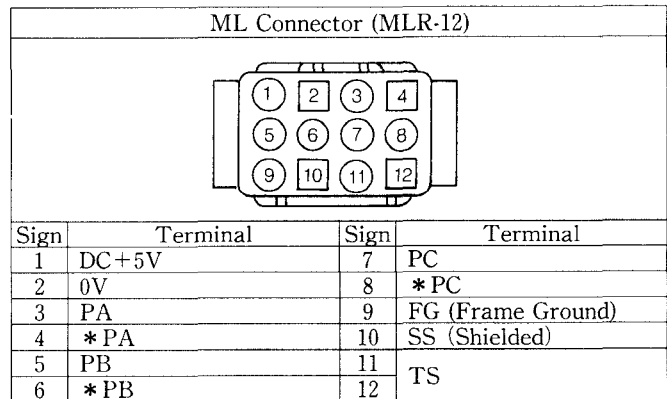 ML Connector (MLR-12)
1 2 3 4
5 6 7 8
9 10 11 12
Sign Terminal Sign Terminal
1 DC+5V 7 PC
2 0V 8 *PC
3 PA 9 FG (Frame Ground)
4 *PA 10 SS (Shielded)
5 PB 11 TS
6 *PB 12